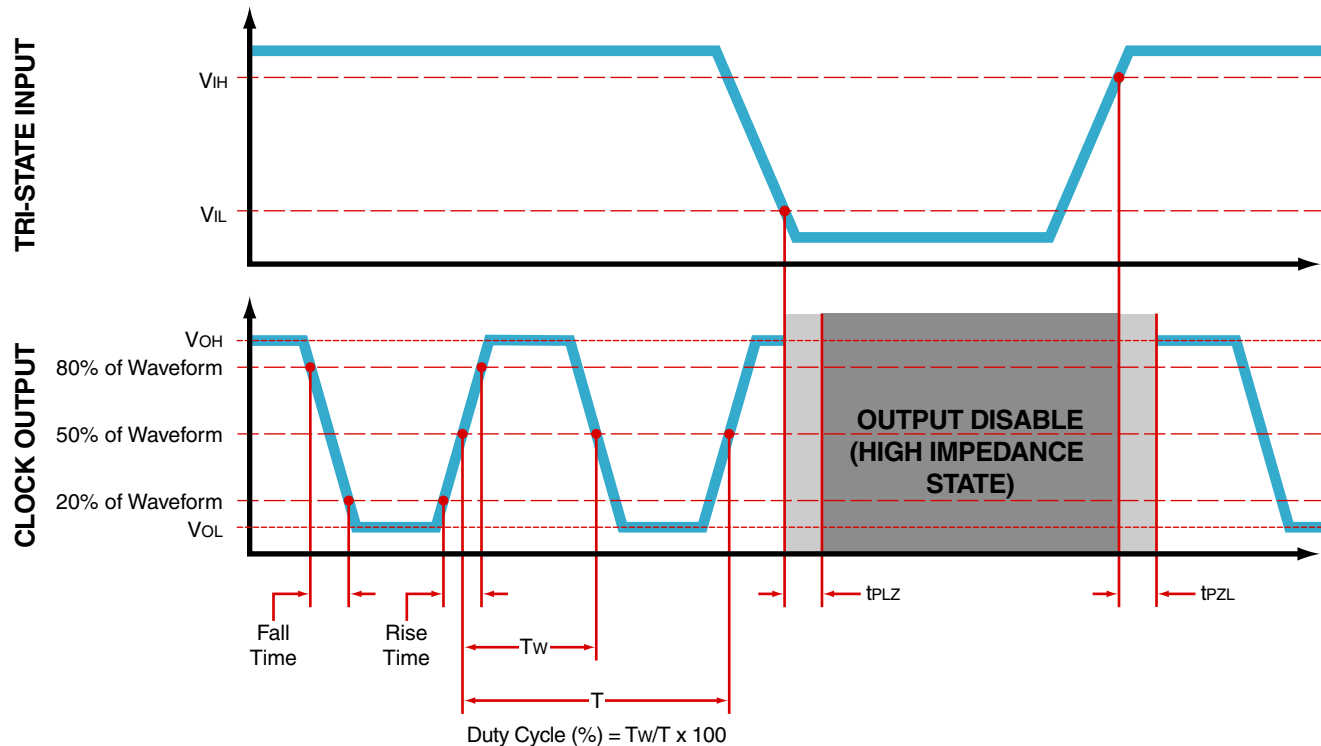 TRI-STATE INPUT
VIH
VIL
CLOCK OUTPUT
VOH
80% of Waveform
50% of Waveform
20% of Waveform
VOL
OUTPUT DISABLE
(HIGH IMPEDANCE
STATE)
tPLZ
tPZL
Fall
Time
Rise
Time
TW
T
Duty Cycle (%) = TW/T x 100